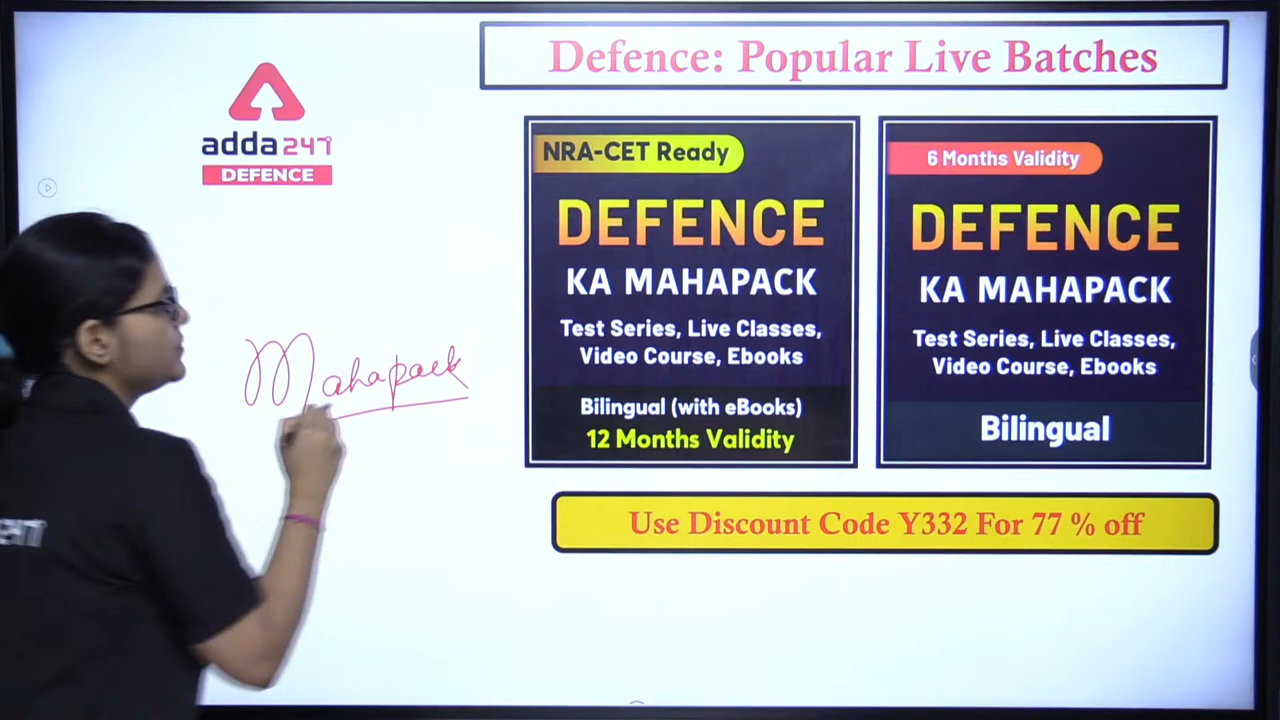 Defence: Popular Live Batches
adda247
DEFENCE
NRA-CET Ready
DEFENCE
KA MAHAPACK
Test Series, Live Classes,
Video Course, Ebooks
Bilingual (with eBooks)
12 Months Validity
6 Months Validity
DEFENCE
KA MAHAPACK
Test Series, Live Classes,
Video Course, Ebooks
Bilingual
Mahapack
Use Discount Code Y332 For 77 % off